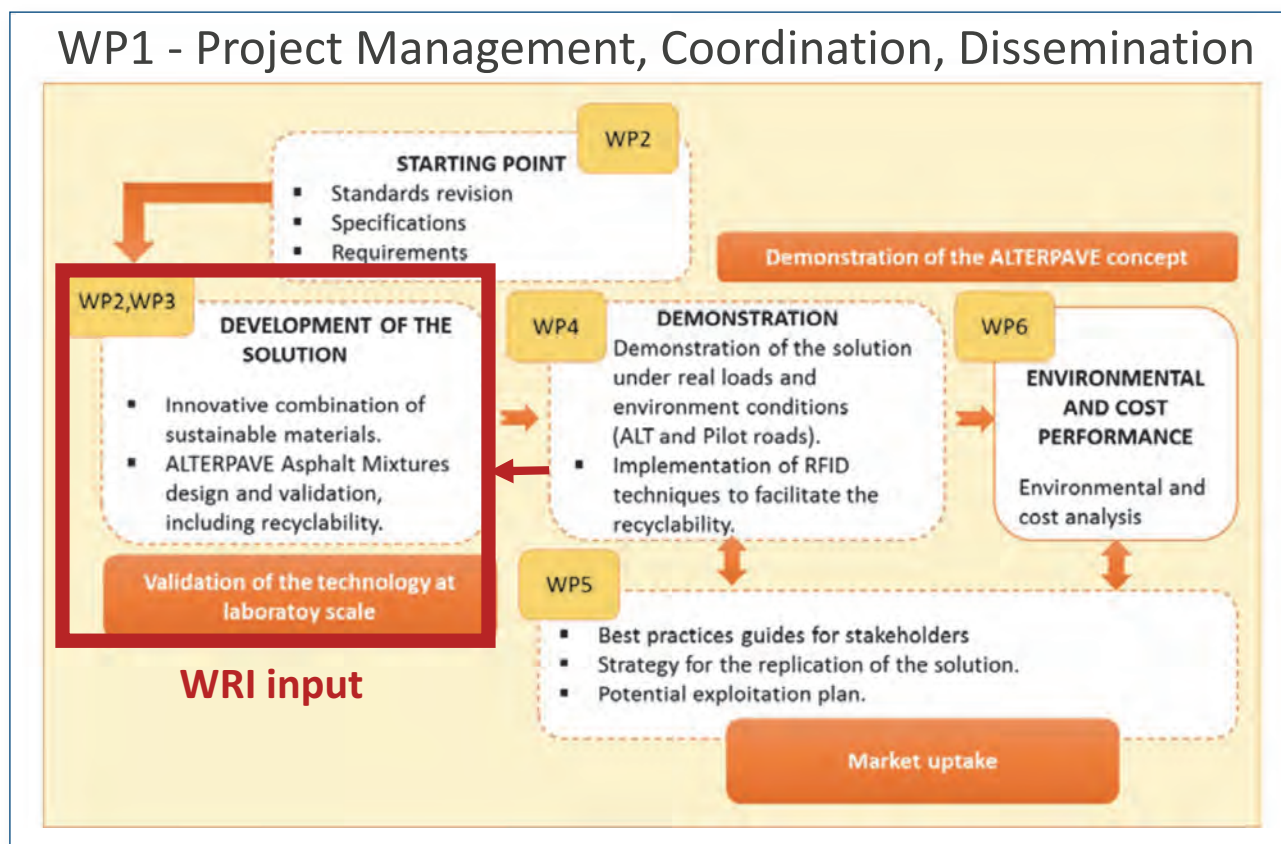 WP1 - Project Management, Coordination, Dissemination
WP2
STARTING POINT
▪ Standards revision
▪ Specifications
▪ Requirements
Demonstration of the ALTERPAVE concept
WP2,WP3
DEVELOPMENT OF THE
SOLUTION
▪ Innovative combination of
sustainable materials.
▪ ALTERPAVE Asphalt Mixtures
design and validation,
including recyclability.
Validation of the technology at
laboratoy scale
WRI input
WP4
DEMONSTRATION
Demonstration of the solution
under real loads and
environment conditions
(ALT and Pilot roads).
▪ Implementation of RFID
techniques to facilitate the
recyclability.
WP6
ENVIRONMENTAL
AND COST
PERFORMANCE
Environmental and
cost analysis
WP5
▪ Best practices guides for stakeholders
▪ Strategy for the replication of the solution.
▪ Potential exploitation plan.
Market uptake